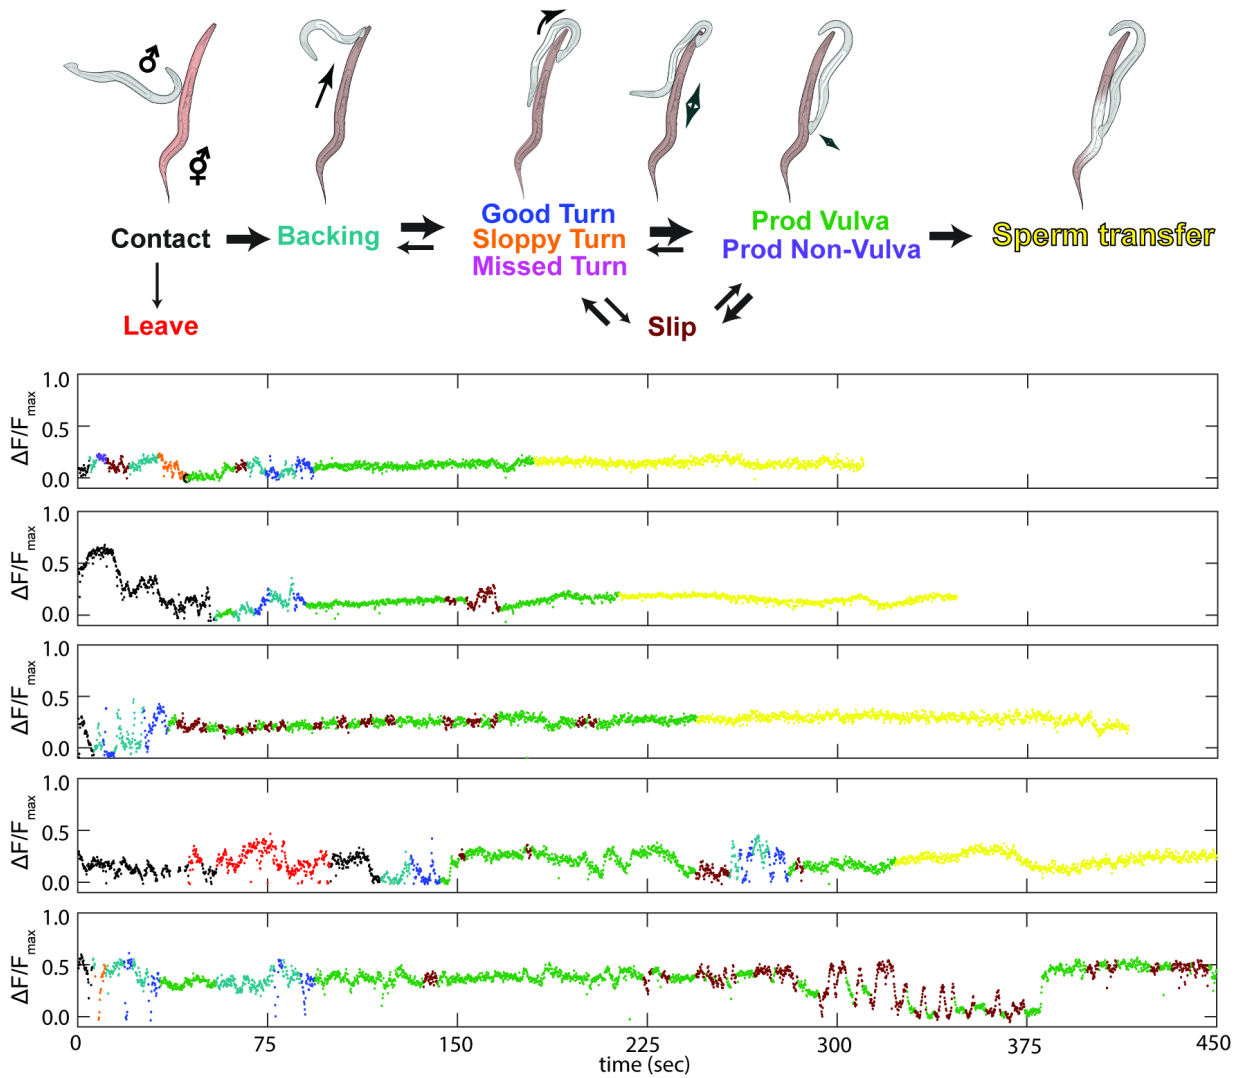 ♂
⚥
Contact
Backing
Good Turn
Sloppy Turn
Missed Turn
Prod Vulva
Prod Non-Vulva
Sperm transfer
Leave
Slip
1.0
0.5
0.0
ΔF/Fmax
1.0
0.5
0.0
ΔF/Fmax
1.0
0.5
0.0
ΔF/Fmax
1.0
0.5
0.0
ΔF/Fmax
1.0
0.5
0.0
ΔF/Fmax
0 75 150 225 300 375 450
time (sec)